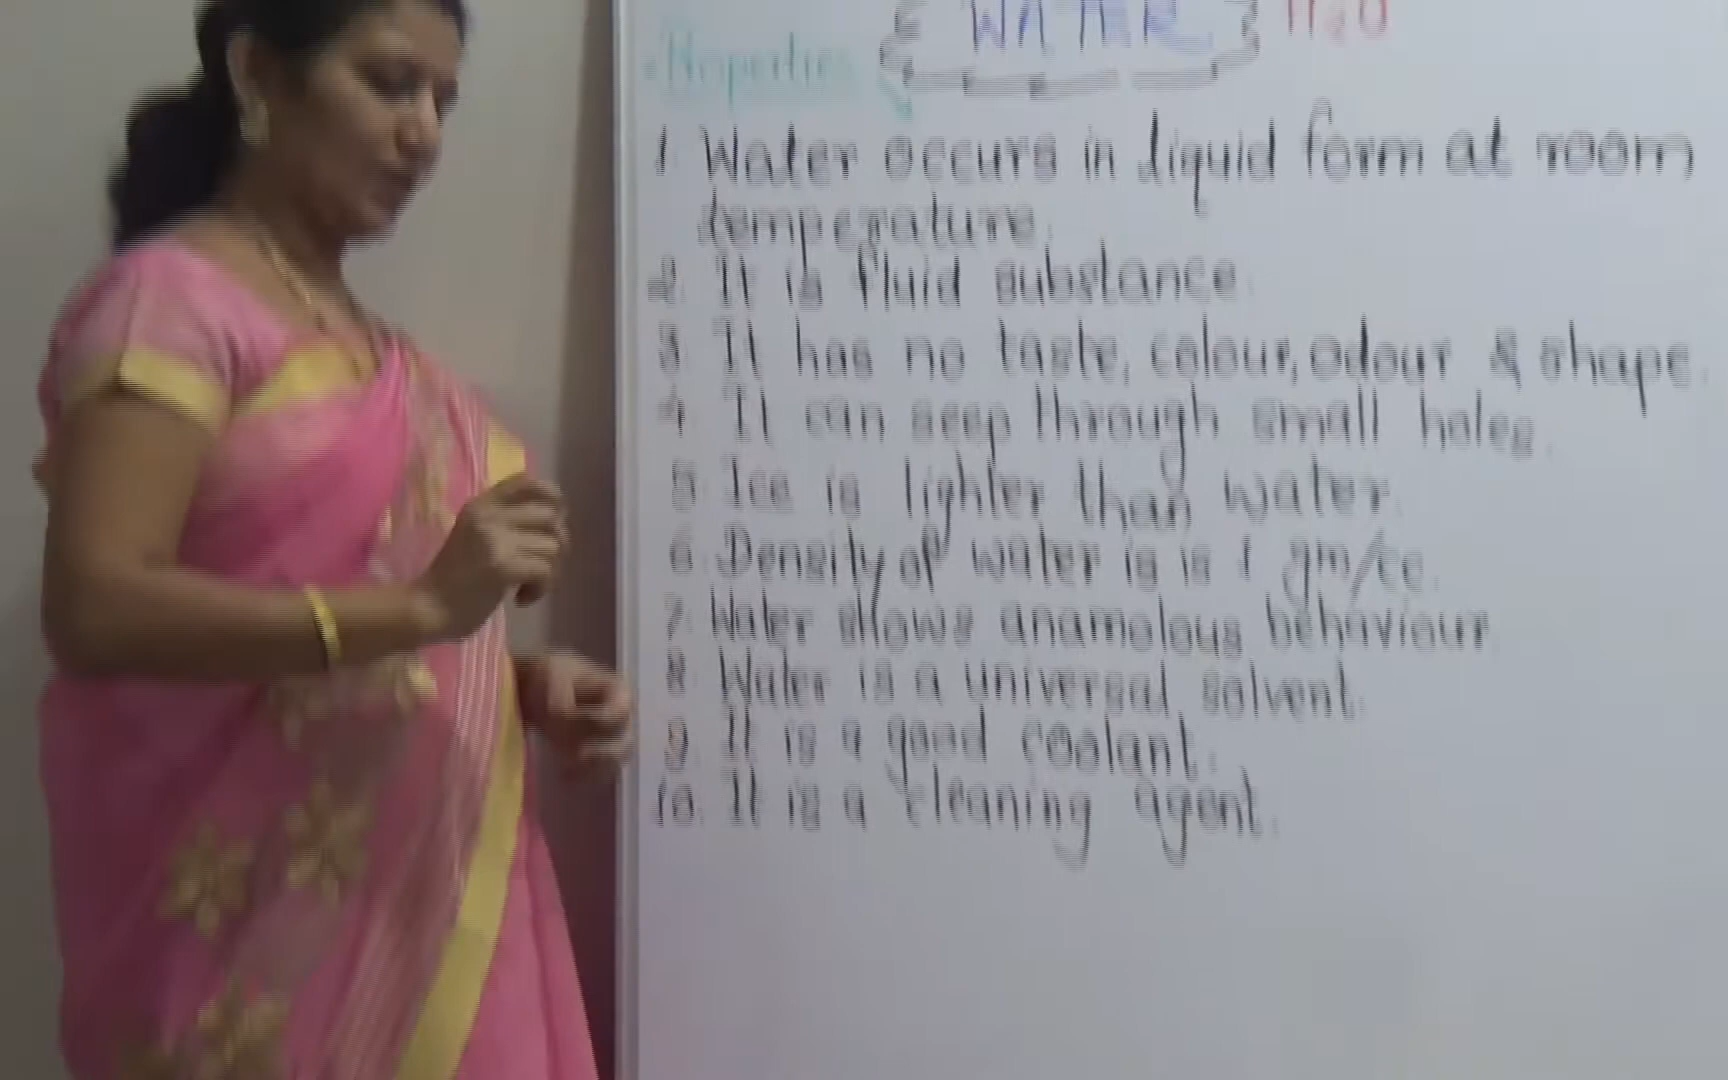 WATER H2O
Properties
1. Water occurs in liquid form at room
temperature.
2. It is fluid substance.
3. It has no taste, colour, odour & shape.
4. It can seep through small holes.
5. Ice is lighter than water.
6. Density of water is is 1 gm/cc.
7. Water shows anamolous behaviour
8. Water is a universal solvent.
9. It is a good coolant.
10. It is a cleaning agent.